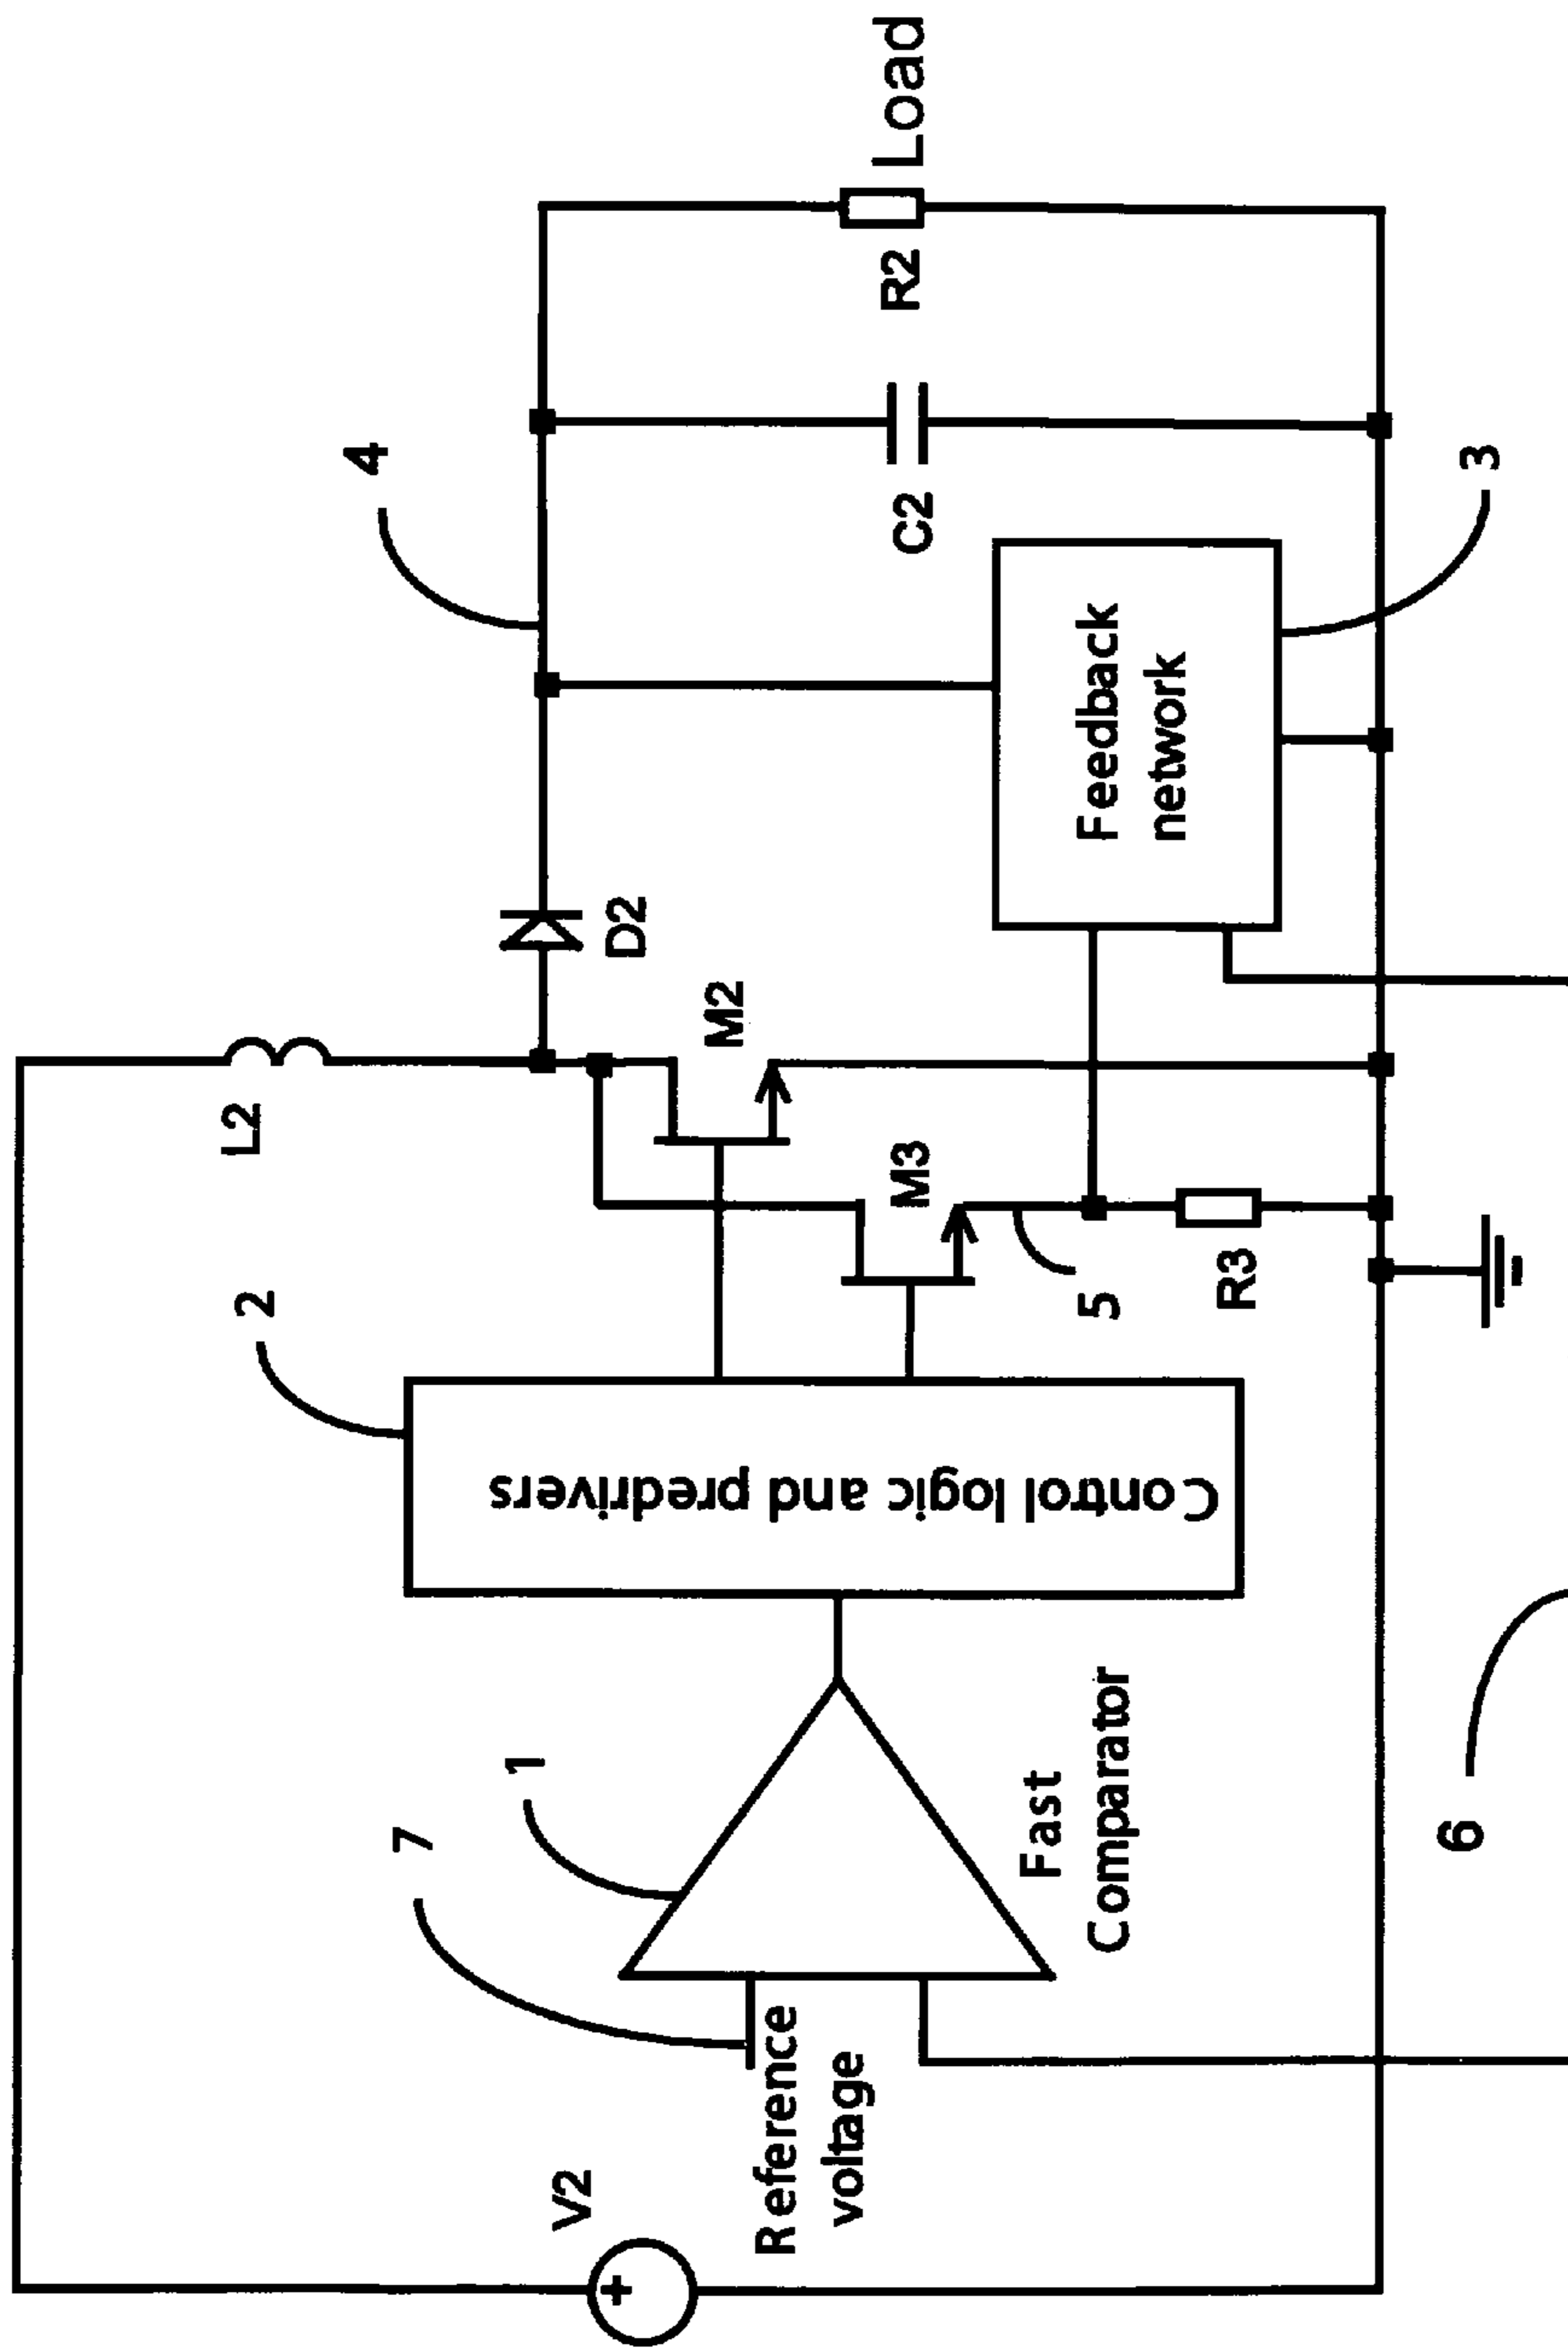 L2
4
2
D2
M2
7
1
M3
Control logic and predrivers
V2
Reference
voltage
Fast
Comparator
5
R3
Feedback
network
C2
R2
Load
6
3